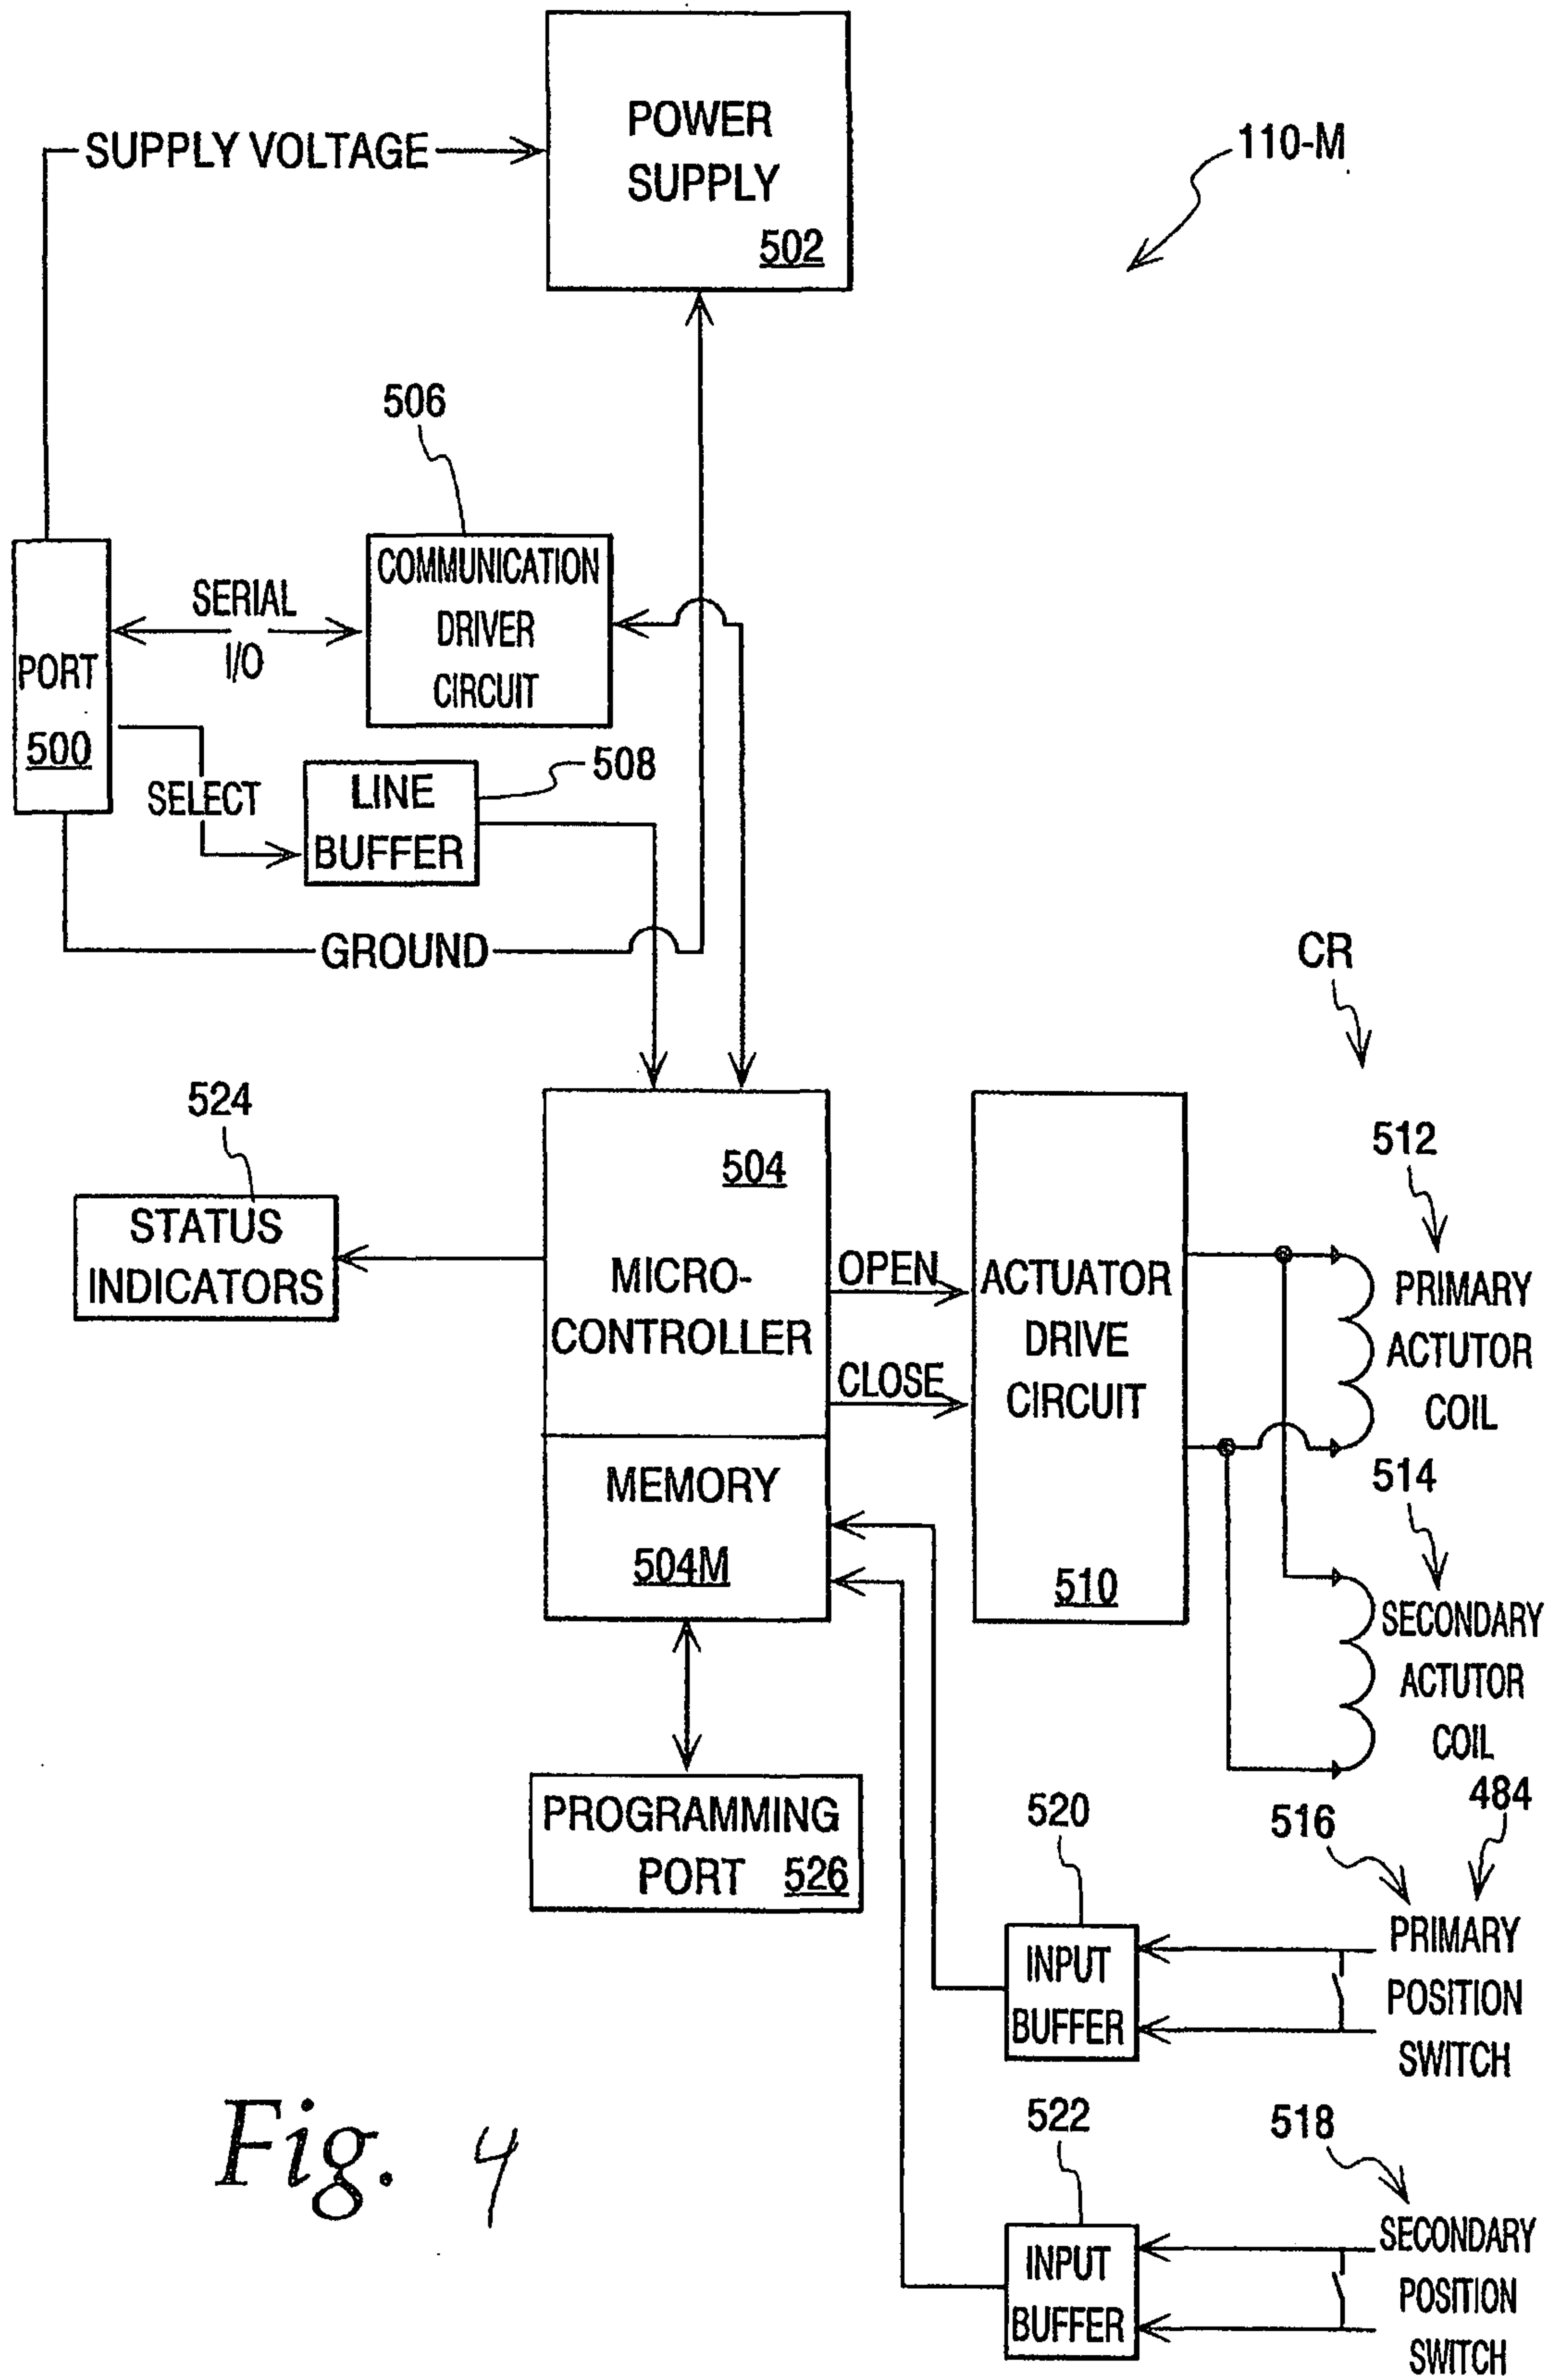 POWER
SUPPLY
502
SUPPLY VOLTAGE
110-M
506
COMMUNICATION
DRIVER
CIRCUIT
SERIAL
I/O
PORT
500
SELECT
LINE
BUFFER
508
GROUND
CR
524
STATUS
INDICATORS
504
MICRO-
CONTROLLER
MEMORY
504M
OPEN
CLOSE
ACTUATOR
DRIVE
CIRCUIT
510
512
PRIMARY
ACTUTOR
COIL
514
SECONDARY
ACTUTOR
COIL
PROGRAMMING
PORT 526
520
INPUT
BUFFER
516
484
PRIMARY
POSITION
SWITCH
522
INPUT
BUFFER
518
SECONDARY
POSITION
SWITCH
Fig. 4